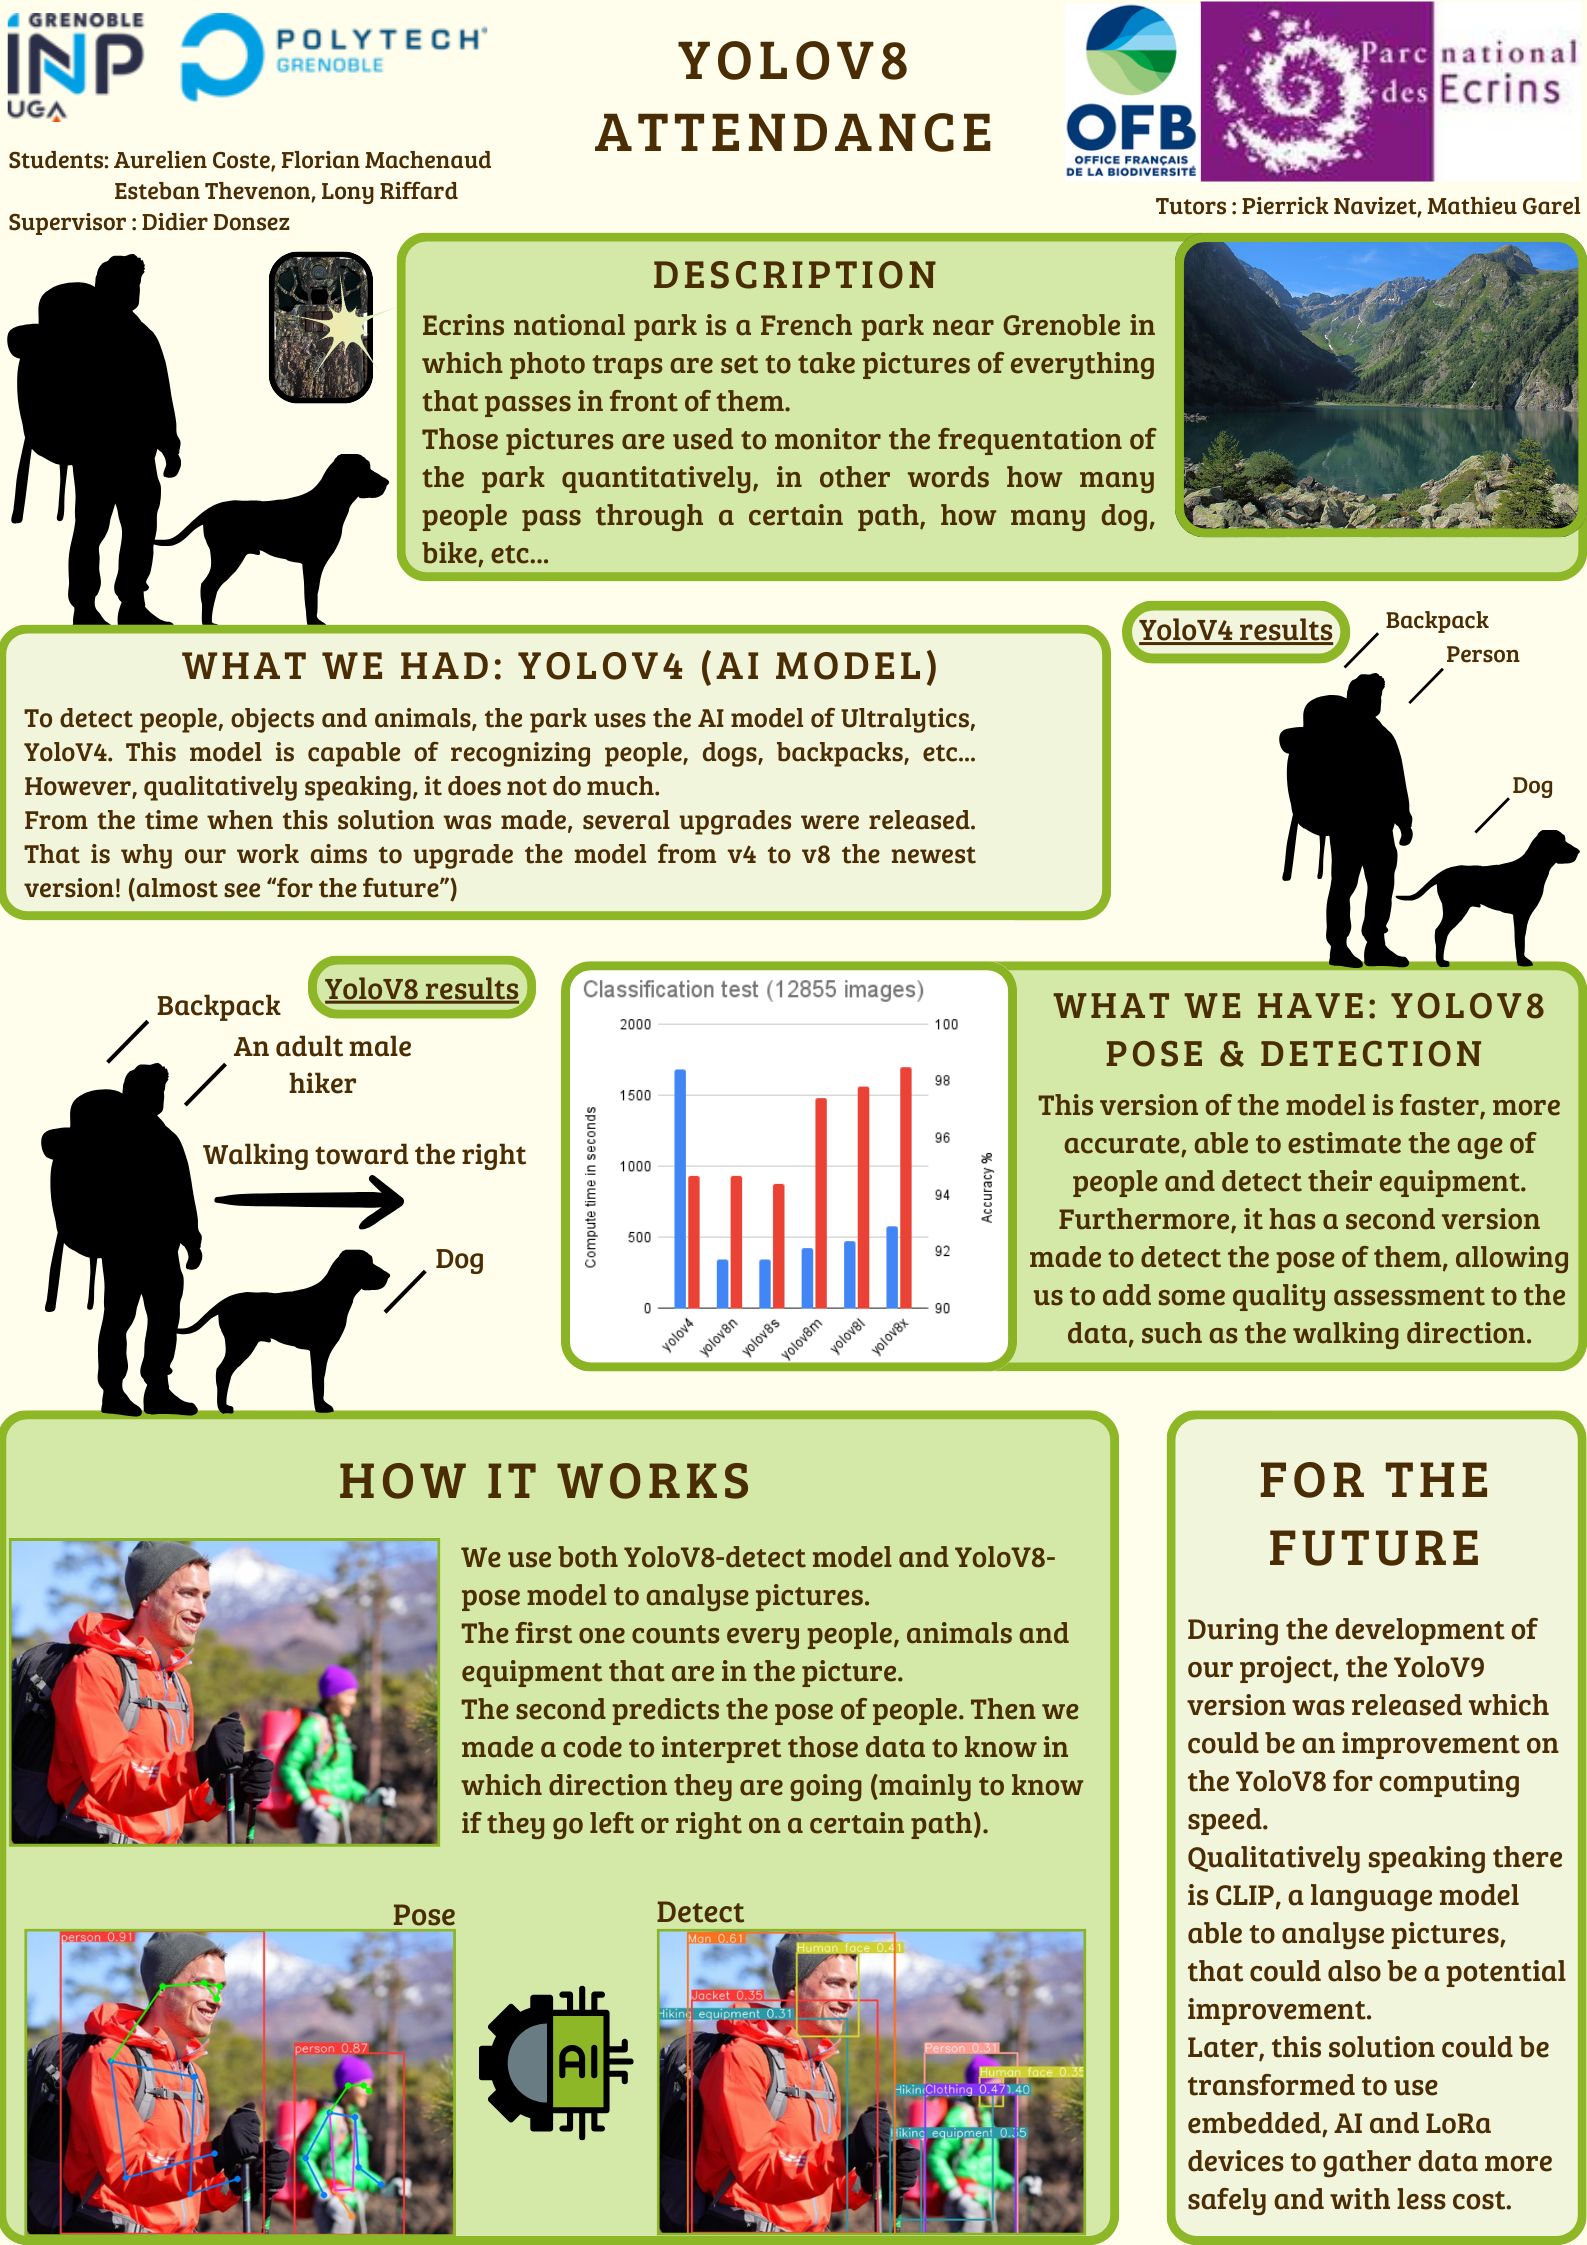 GRENOBLE
INP
UGA
POLYTECH
GRENOBLE
YOLOV8
ATTENDANCE
OFB
OFFICE FRANÇAIS
DE LA BIODIVERSITÉ
Parc national
des Ecrins
Students: Aurelien Coste, Florian Machenaud
Esteban Thevenon, Lony Riffard
Supervisor : Didier Donsez
Tutors : Pierrick Navizet, Mathieu Garel
DESCRIPTION
Ecrins national park is a French park near Grenoble in
which photo traps are set to take pictures of everything
that passes in front of them.
Those pictures are used to monitor the frequentation of
the park quantitatively, in other words how many
people pass through a certain path, how many dog,
bike, etc...
WHAT WE HAD: YOLOV4 (AI MODEL)
To detect people, objects and animals, the park uses the AI model of Ultralytics,
YoloV4. This model is capable of recognizing people, dogs, backpacks, etc...
However, qualitatively speaking, it does not do much.
From the time when this solution was made, several upgrades were released.
That is why our work aims to upgrade the model from v4 to v8 the newest
version! (almost see “for the future”)
YoloV4 results
Backpack
Person
Dog
YoloV8 results
Backpack
An adult male
hiker
Walking toward the right
Dog
Classification test (12855 images)
2000
1500
1000
500
0
Compute time in seconds
100
98
96
94
92
90
Accuracy %
yolov4
yolov8n
yolov8s
yolov8m
yolov8l
yolov8x
WHAT WE HAVE: YOLOV8
POSE & DETECTION
This version of the model is faster, more
accurate, able to estimate the age of
people and detect their equipment.
Furthermore, it has a second version
made to detect the pose of them, allowing
us to add some quality assessment to the
data, such as the walking direction.
HOW IT WORKS
We use both YoloV8-detect model and YoloV8-
pose model to analyse pictures.
The first one counts every people, animals and
equipment that are in the picture.
The second predicts the pose of people. Then we
made a code to interpret those data to know in
which direction they are going (mainly to know
if they go left or right on a certain path).
Pose
person 0.91
person 0.87
AI
Detect
Man 0.61
Human face 0.41
Jacket 0.35
Hiking equipment 0.31
Person 0.31
Human face 0.35
Hiking
Clothing 0.47
.40
Hiking equipment 0.35
FOR THE
FUTURE
During the development of
our project, the YoloV9
version was released which
could be an improvement on
the YoloV8 for computing
speed.
Qualitatively speaking there
is CLIP, a language model
able to analyse pictures,
that could also be a potential
improvement.
Later, this solution could be
transformed to use
embedded, AI and LoRa
devices to gather data more
safely and with less cost.